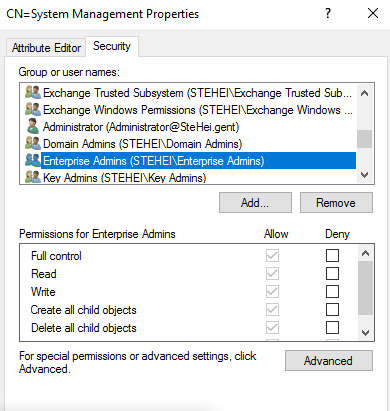 CN=System Management Properties
?
Attribute Editor Security
Group or user names:
Exchange Trusted Subsystem (STEHEI\Exchange Trusted Sub...
Exchange Windows Permissions (STEHEI\Exchange Windows ...
Administrator (Administrator@SteHei.gent)
Domain Admins (STEHEI\Domain Admins)
Enterprise Admins (STEHEI\Enterprise Admins)
Key Admins (STEHEI\Key Admins)
Add... Remove
Permissions for Enterprise Admins Allow Deny
Full control
Read
Write
Create all child objects
Delete all child objects
For special permissions or advanced settings, click
Advanced.
Advanced